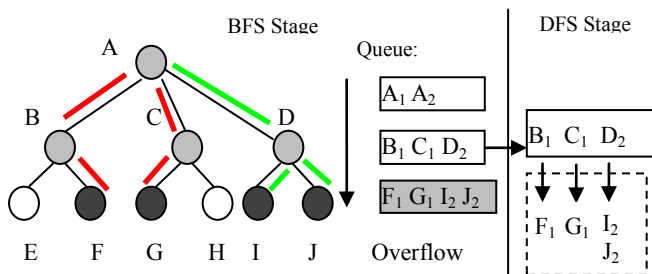 BFS Stage
DFS Stage
A
Queue:
A₁ A₂
B
C
D
B₁ C₁ D₂
B₁ C₁ D₂
F₁ G₁ I₂ J₂
F₁ G₁ I₂
J₂
E F G H I J
Overflow